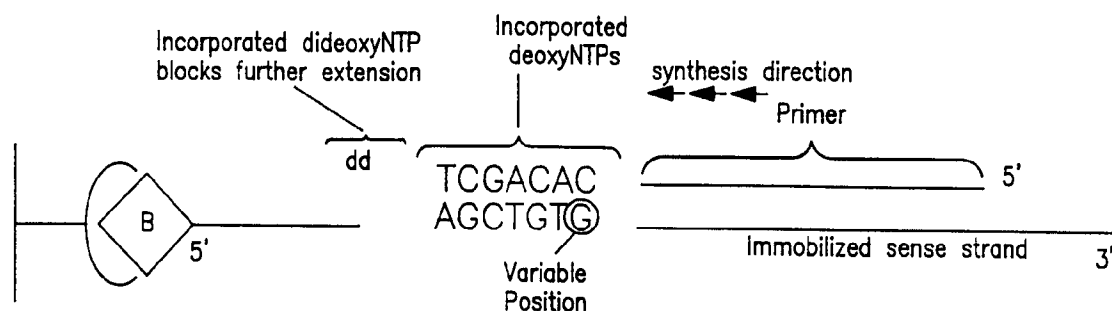 Incorporated dideoxyNTP
blocks further extension
Incorporated
deoxyNTPs
synthesis direction
Primer
dd
TCGACAC
5'
AGCTGTG
B
5'
Immobilized sense strand
3'
Variable
Position